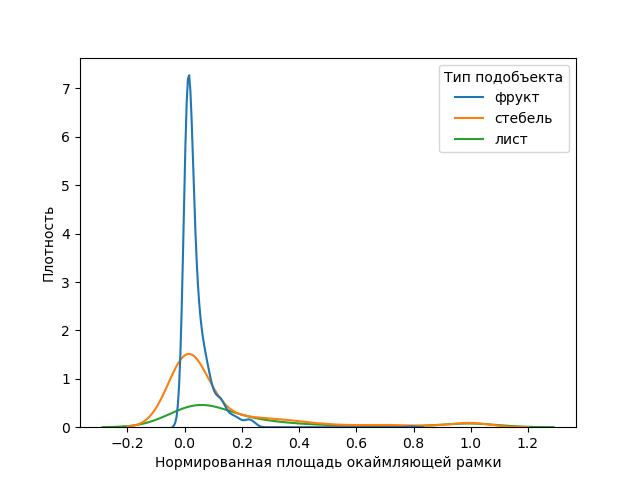 Тип подобъекта
фрукт
стебель
лист
Плотность
7
6
5
4
3
2
1
0
−0.2 0.0 0.2 0.4 0.6 0.8 1.0 1.2
Нормированная площадь окаймляющей рамки